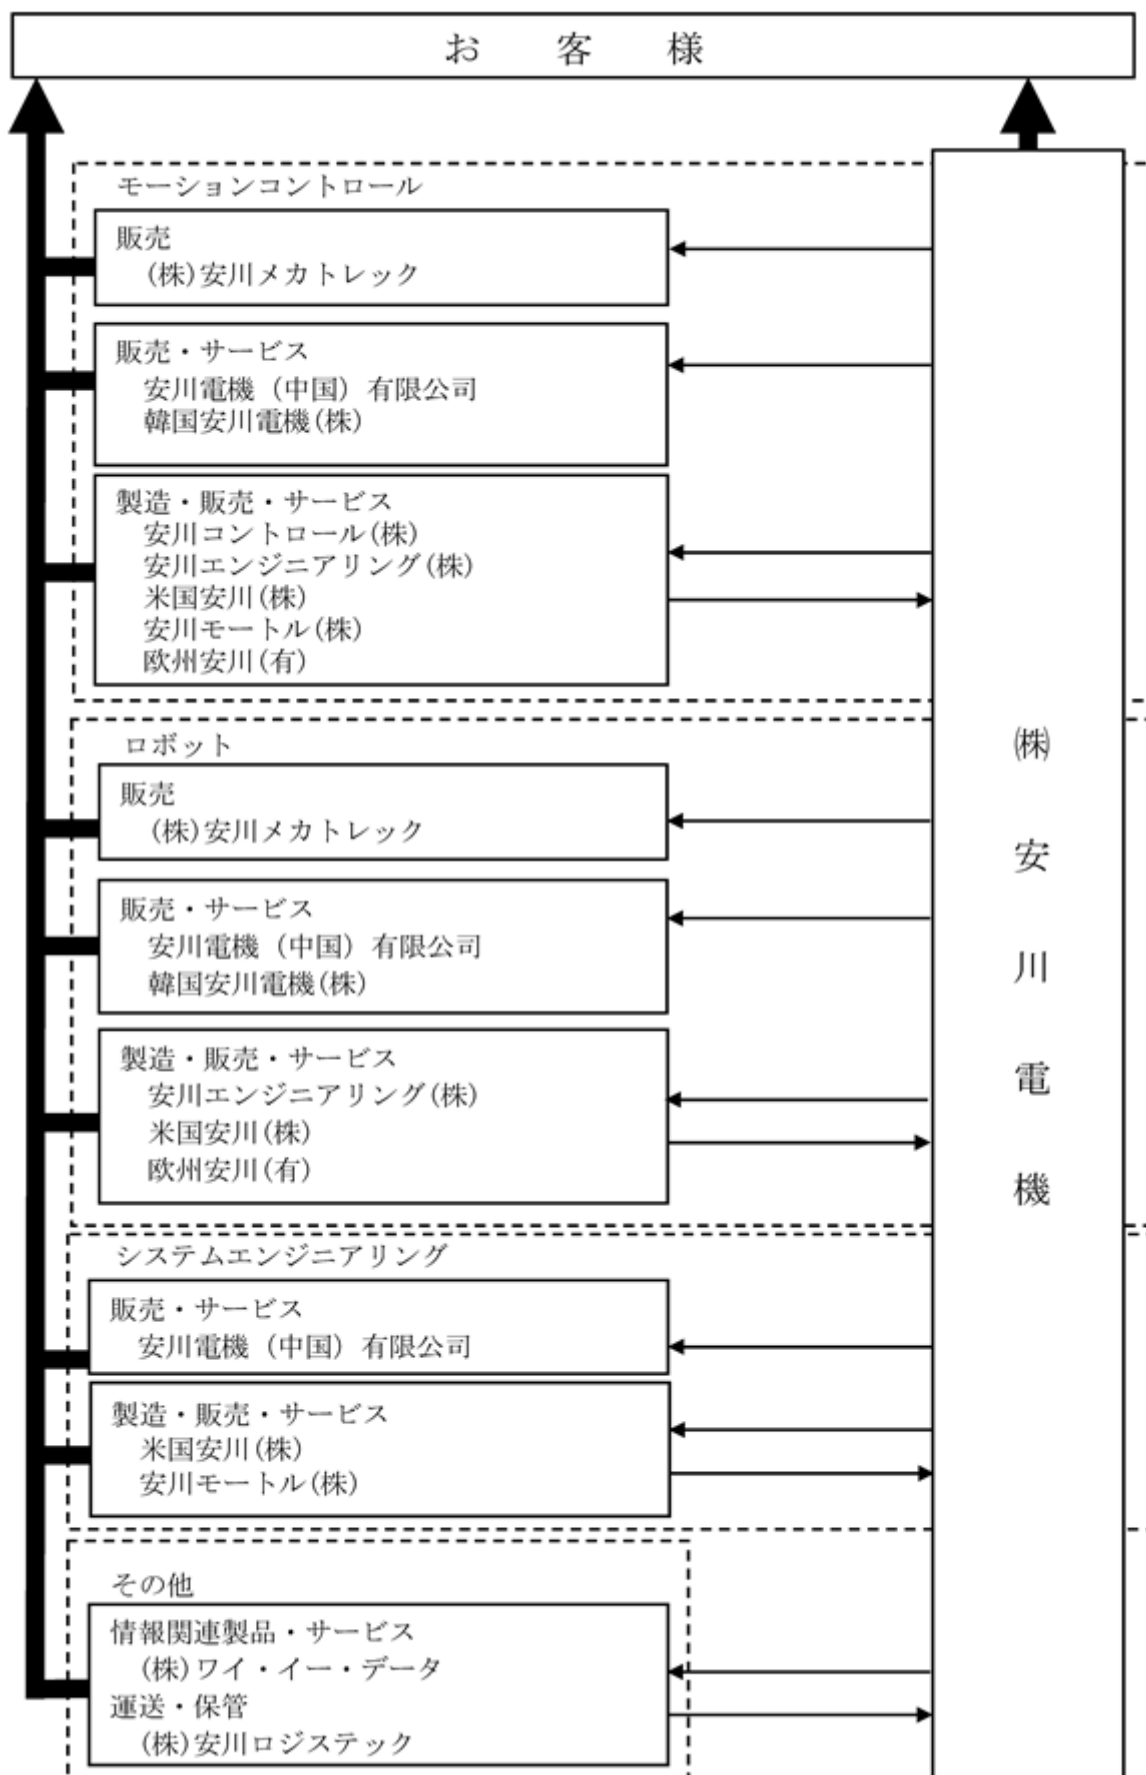 お客様
モーションコントロール
販売
(株)安川メカトレック
販売・サービス
安川電機（中国）有限公司
韓国安川電機(株)
製造・販売・サービス
安川コントロール(株)
安川エンジニアリング(株)
米国安川(株)
安川モートル(株)
欧州安川(有)
ロボット
販売
(株)安川メカトレック
販売・サービス
安川電機（中国）有限公司
韓国安川電機(株)
製造・販売・サービス
安川エンジニアリング(株)
米国安川(株)
欧州安川(有)
システムエンジニアリング
販売・サービス
安川電機（中国）有限公司
製造・販売・サービス
米国安川(株)
安川モートル(株)
その他
情報関連製品・サービス
(株)ワイ・イー・データ
運送・保管
(株)安川ロジステック
㈱安川電機